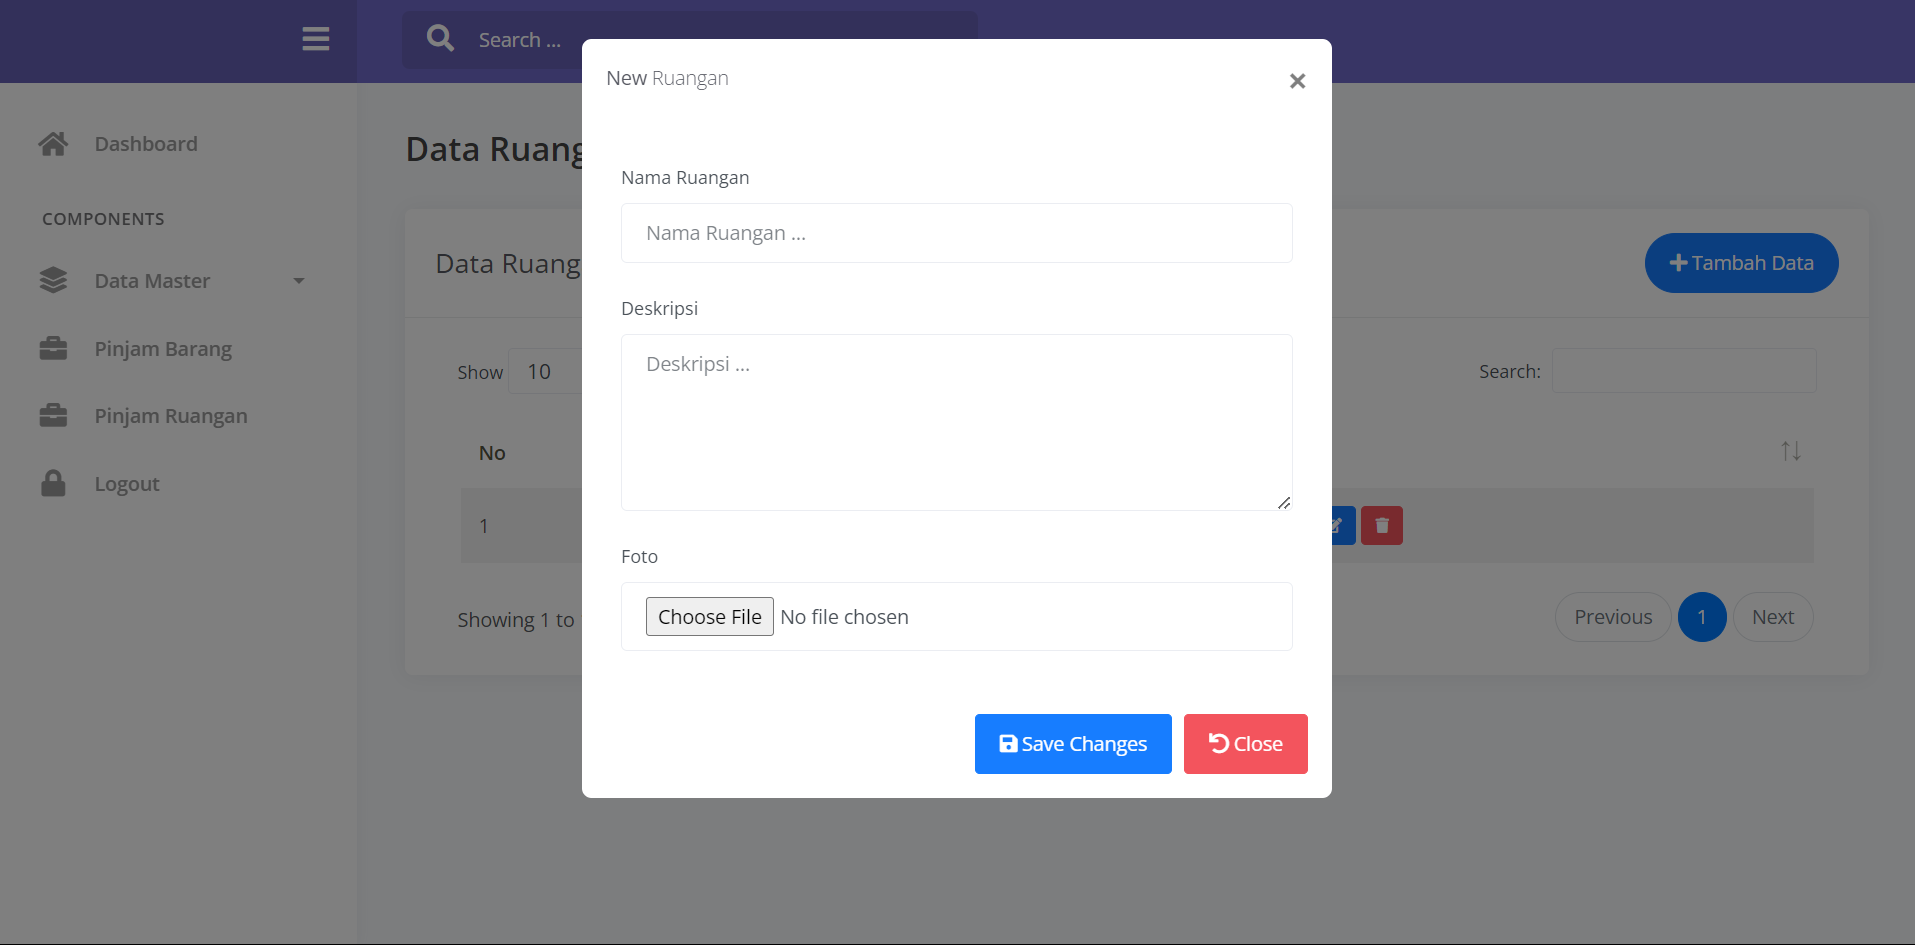 Search ...
New Ruangan
Dashboard
COMPONENTS
Data Master
Pinjam Barang
Pinjam Ruangan
Logout
Data Ruang
Data Ruang
Tambah Data
Show 10
Search:
No
1
Showing 1 to
Previous 1 Next
Nama Ruangan
Nama Ruangan ...
Deskripsi
Deskripsi ...
Foto
Choose File No file chosen
Save Changes
Close